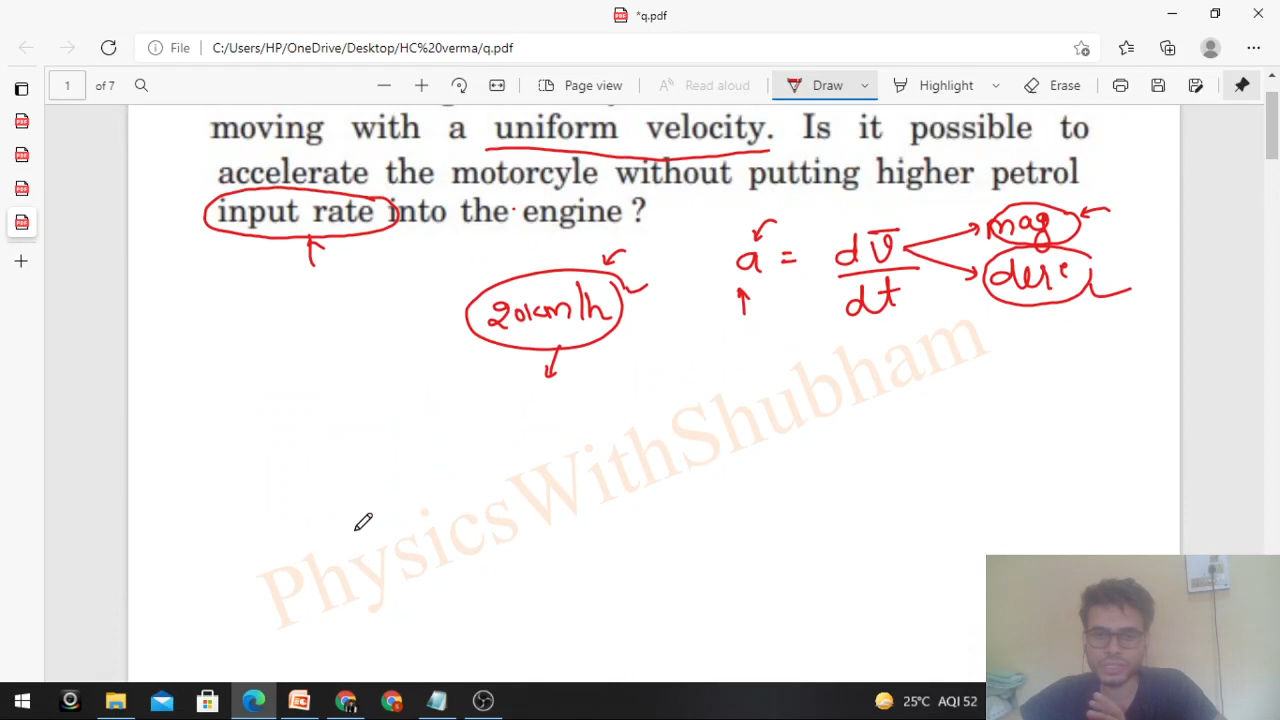 *q.pdf
File C:/Users/HP/OneDrive/Desktop/HC%20verma/q.pdf
1 of 7 Page view Read aloud Draw Highlight Erase
moving with a uniform velocity. Is it possible to
accelerate the motorcyle without putting higher petrol
input rate into the engine ?
a = dv̅/dt mag
20km/h
PhysicsWithShubham
25°C AQI 52